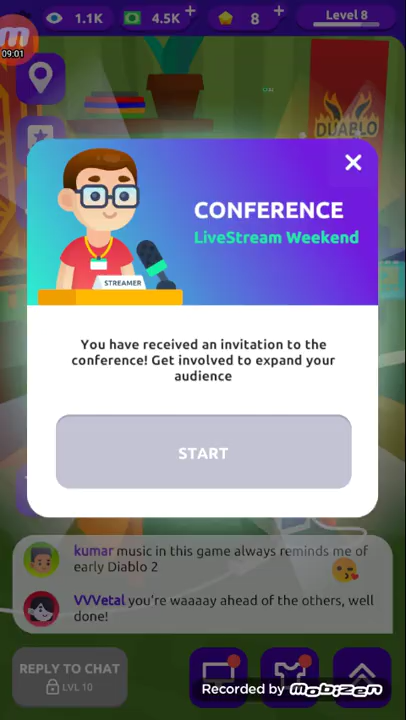 1.1K + 4.5K + 8 + Level 8
09:01
DIABLO
CONFERENCE
LiveStream Weekend
STREAMER
You have received an invitation to the
conference! Get involved to expand your
audience
START
kumar music in this game always reminds me of
early Diablo 2
VVVetal you're waaaay ahead of the others, well
done!
REPLY TO CHAT
LVL 10
Recorded by mobizen